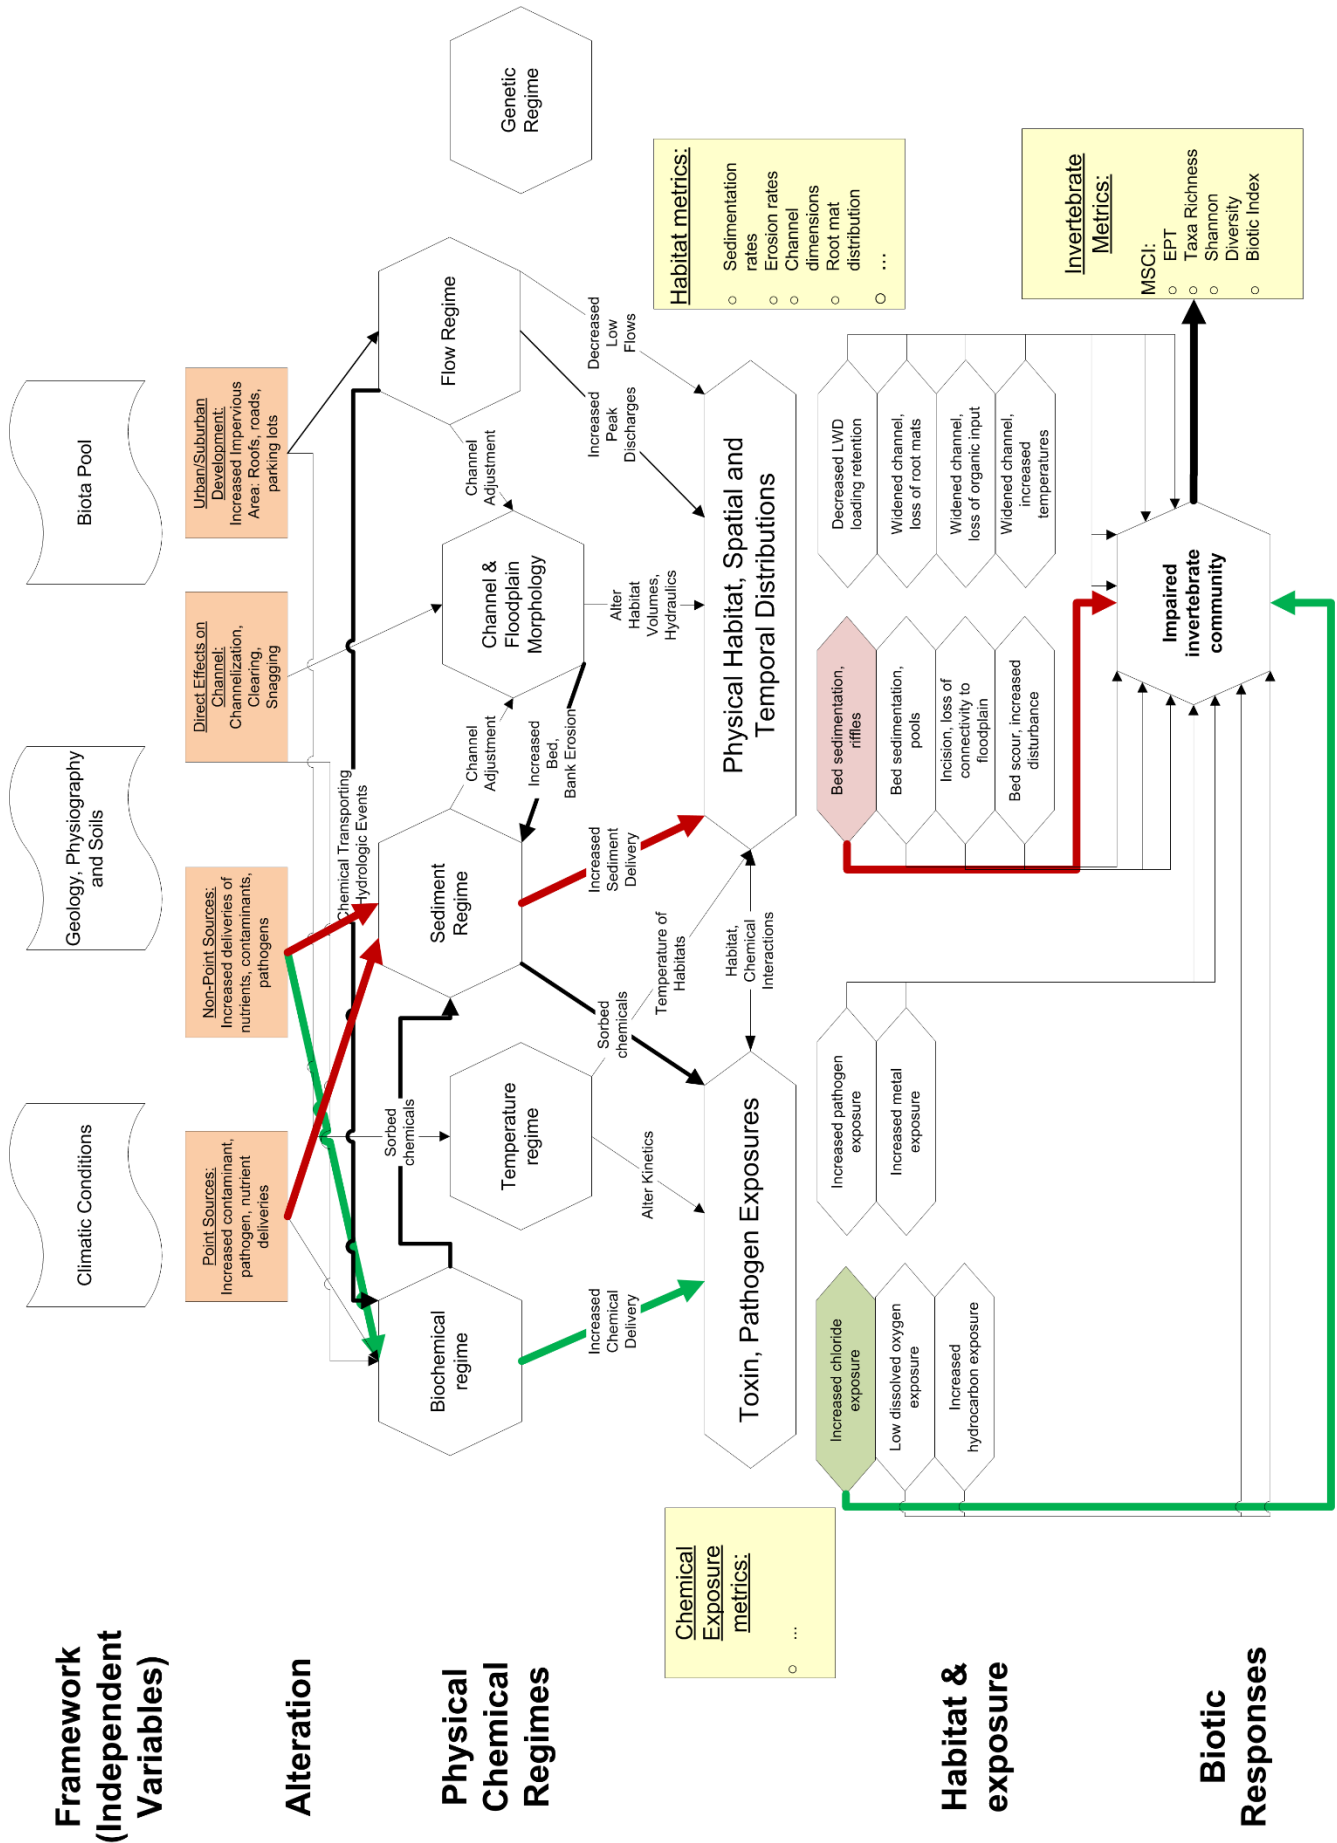 Framework
(Independent
Variables)
Climatic Conditions
Geology, Physiography
and Soils
Biota Pool
Alteration
Point Sources:
Increased contaminant,
pathogen, nutrient
deliveries
Non-Point Sources:
Increased deliveries of
nutrients, contaminants,
pathogens
Direct Effects on
Channel:
Channelization,
Clearing,
Snagging
Urban/Suburban
Development:
Increased Impervious
Area: Roofs, roads,
parking lots
Chemical Transporting
Hydrologic Events
Physical
Chemical
Regimes
Biochemical
regime
Sorbed
chemicals
Temperature
regime
Sediment
Regime
Channel
Adjustment
Channel &
Floodplain
Morphology
Channel
Adjustment
Flow Regime
Genetic
Regime
Increased
Chemical
Delivery
Alter Kinetics
Sorbed
chemicals
Temperature of
Habitats
Increased
Sediment
Delivery
Increased
Bed,
Bank Erosion
Alter
Habitat
Volumes,
Hydraulics
Increased
Peak
Discharges
Decreased
Low
Flows
Chemical
Exposure
metrics:
○ ...
Toxin, Pathogen Exposures
Habitat,
Chemical
Interactions
Physical Habitat, Spatial and
Temporal Distributions
Habitat metrics:
○ Sedimentation
rates
○ Erosion rates
○ Channel
dimensions
○ Root mat
distribution
○ ...
Habitat &
exposure
Increased chloride
exposure
Low dissolved oxygen
exposure
Increased
hydrocarbon exposure
Increased pathogen
exposure
Increased metal
exposure
Bed sedimentation,
riffles
Bed sedimentation,
pools
Incision, loss of
connectivity to
floodplain
Bed scour, increased
disturbance
Decreased LWD
loading retention
Widened channel,
loss of root mats
Widened channel,
loss of organic input
Widened channel,
increased
temperatures
Biotic
Responses
Impaired
invertebrate
community
Invertebrate
Metrics:
MSCI:
○ EPT
○ Taxa Richness
○ Shannon
Diversity
○ Biotic Index